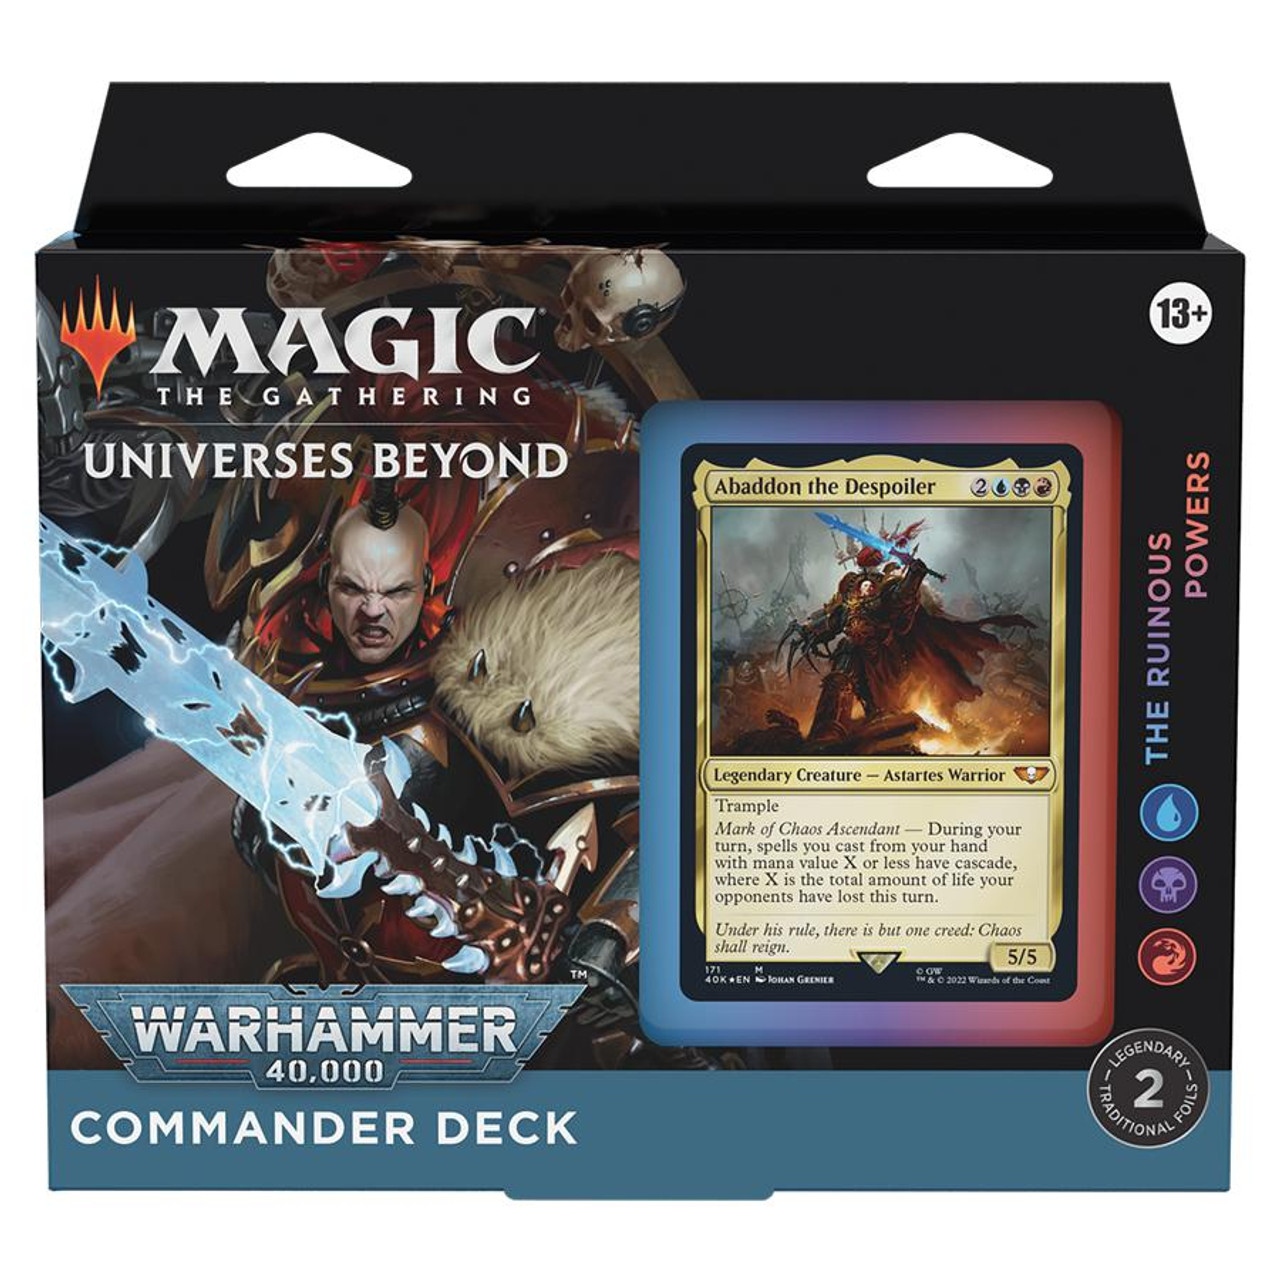 MAGIC
THE GATHERING
UNIVERSES BEYOND
13+
THE RUINOUS
POWERS
Abaddon the Despoiler 2
Legendary Creature — Astartes Warrior
Trample
Mark of Chaos Ascendant — During your
turn, spells you cast from your hand
with mana value X or less have cascade,
where X is the total amount of life your
opponents have lost this turn.
Under his rule, there is but one creed: Chaos
shall reign.
5/5
171 M
40K★EN JOHAN GRENIER
© GW
™ & © 2022 Wizards of the Coast
™
WARHAMMER
40,000
COMMANDER DECK
LEGENDARY
2
TRADITIONAL FOILS